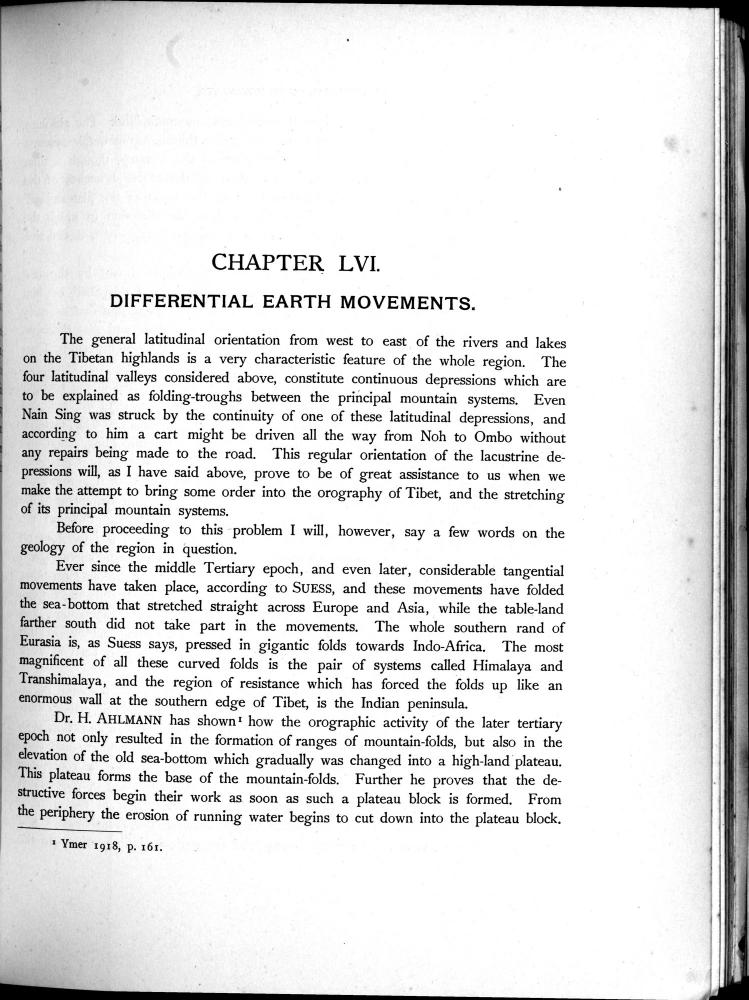 CHAPTER LVI.
DIFFERENTIAL EARTH MOVEMENTS.
The general latitudinal orientation from west to east of the rivers and lakes
on the Tibetan highlands is a very characteristic feature of the whole region. The
four latitudinal valleys considered above, constitute continuous depressions which are
to be explained as folding-troughs between the principal mountain systems. Even
Nain Sing was struck by the continuity of one of these latitudinal depressions, and
according to him a cart might be driven all the way from Noh to Ombo without
any repairs being made to the road. This regular orientation of the lacustrine de-
pressions will, as I have said above, prove to be of great assistance to us when we
make the attempt to bring some order into the orography of Tibet, and the stretching
of its principal mountain systems.
Before proceeding to this problem I will, however, say a few words on the
geology of the region in question.
Ever since the middle Tertiary epoch, and even later, considerable tangential
movements have taken place, according to SUESS, and these movements have folded
the sea-bottom that stretched straight across Europe and Asia, while the table-land
farther south did not take part in the movements. The whole southern rand of
Eurasia is, as Suess says, pressed in gigantic folds towards Indo-Africa. The most
magnificent of all these curved folds is the pair of systems called Himalaya and
Transhimalaya, and the region of resistance which has forced the folds up like an
enormous wall at the southern edge of Tibet, is the Indian peninsula.
Dr. H. AHLMANN has shown¹ how the orographic activity of the later tertiary
epoch not only resulted in the formation of ranges of mountain-folds, but also in the
elevation of the old sea-bottom which gradually was changed into a high-land plateau.
This plateau forms the base of the mountain-folds. Further he proves that the de-
structive forces begin their work as soon as such a plateau block is formed. From
the periphery the erosion of running water begins to cut down into the plateau block.
¹ Ymer 1918, p. 161.